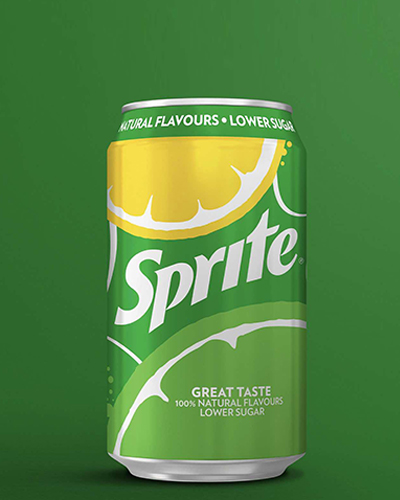 NATURAL FLAVOURS • LOWER SUGAR
Sprite®
GREAT TASTE
100% NATURAL FLAVOURS
LOWER SUGAR